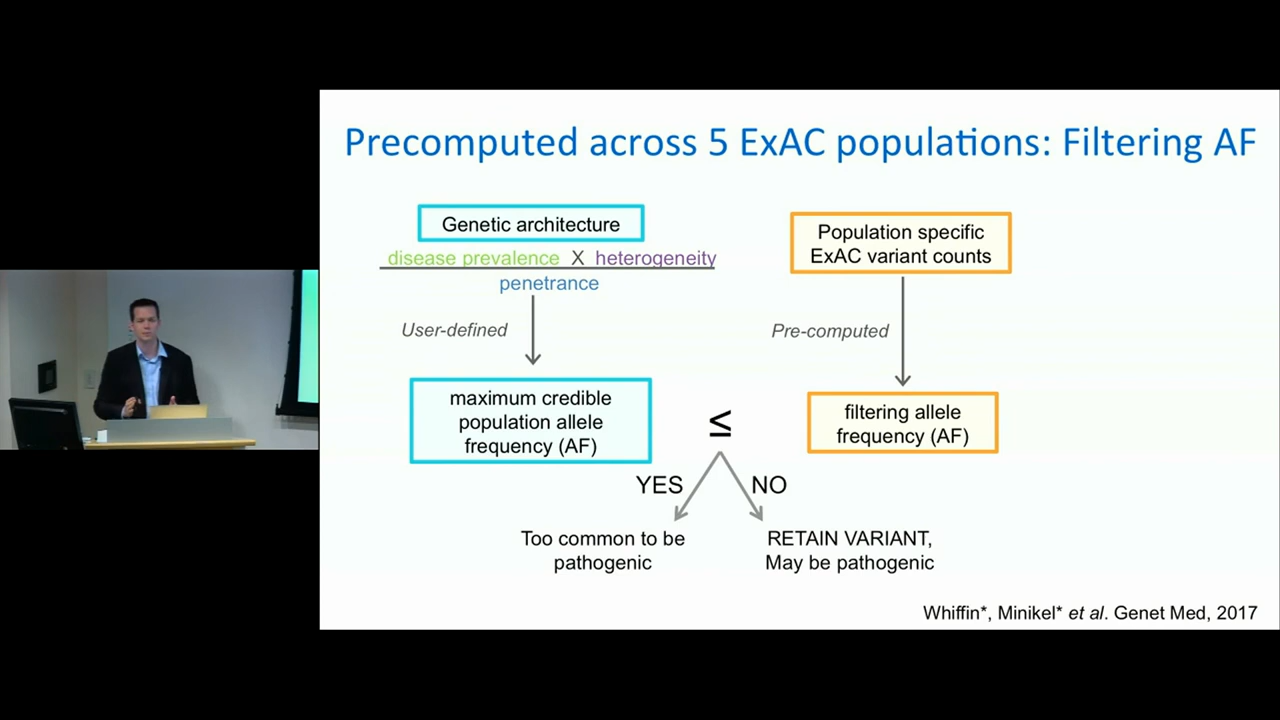 Precomputed across 5 ExAC populations: Filtering AF
Genetic architecture
disease prevalence X heterogeneity
penetrance
User-defined
maximum credible
population allele
frequency (AF)
Population specific
ExAC variant counts
Pre-computed
filtering allele
frequency (AF)
≤
YES
NO
Too common to be
pathogenic
RETAIN VARIANT,
May be pathogenic
Whiffin*, Minikel* et al. Genet Med, 2017